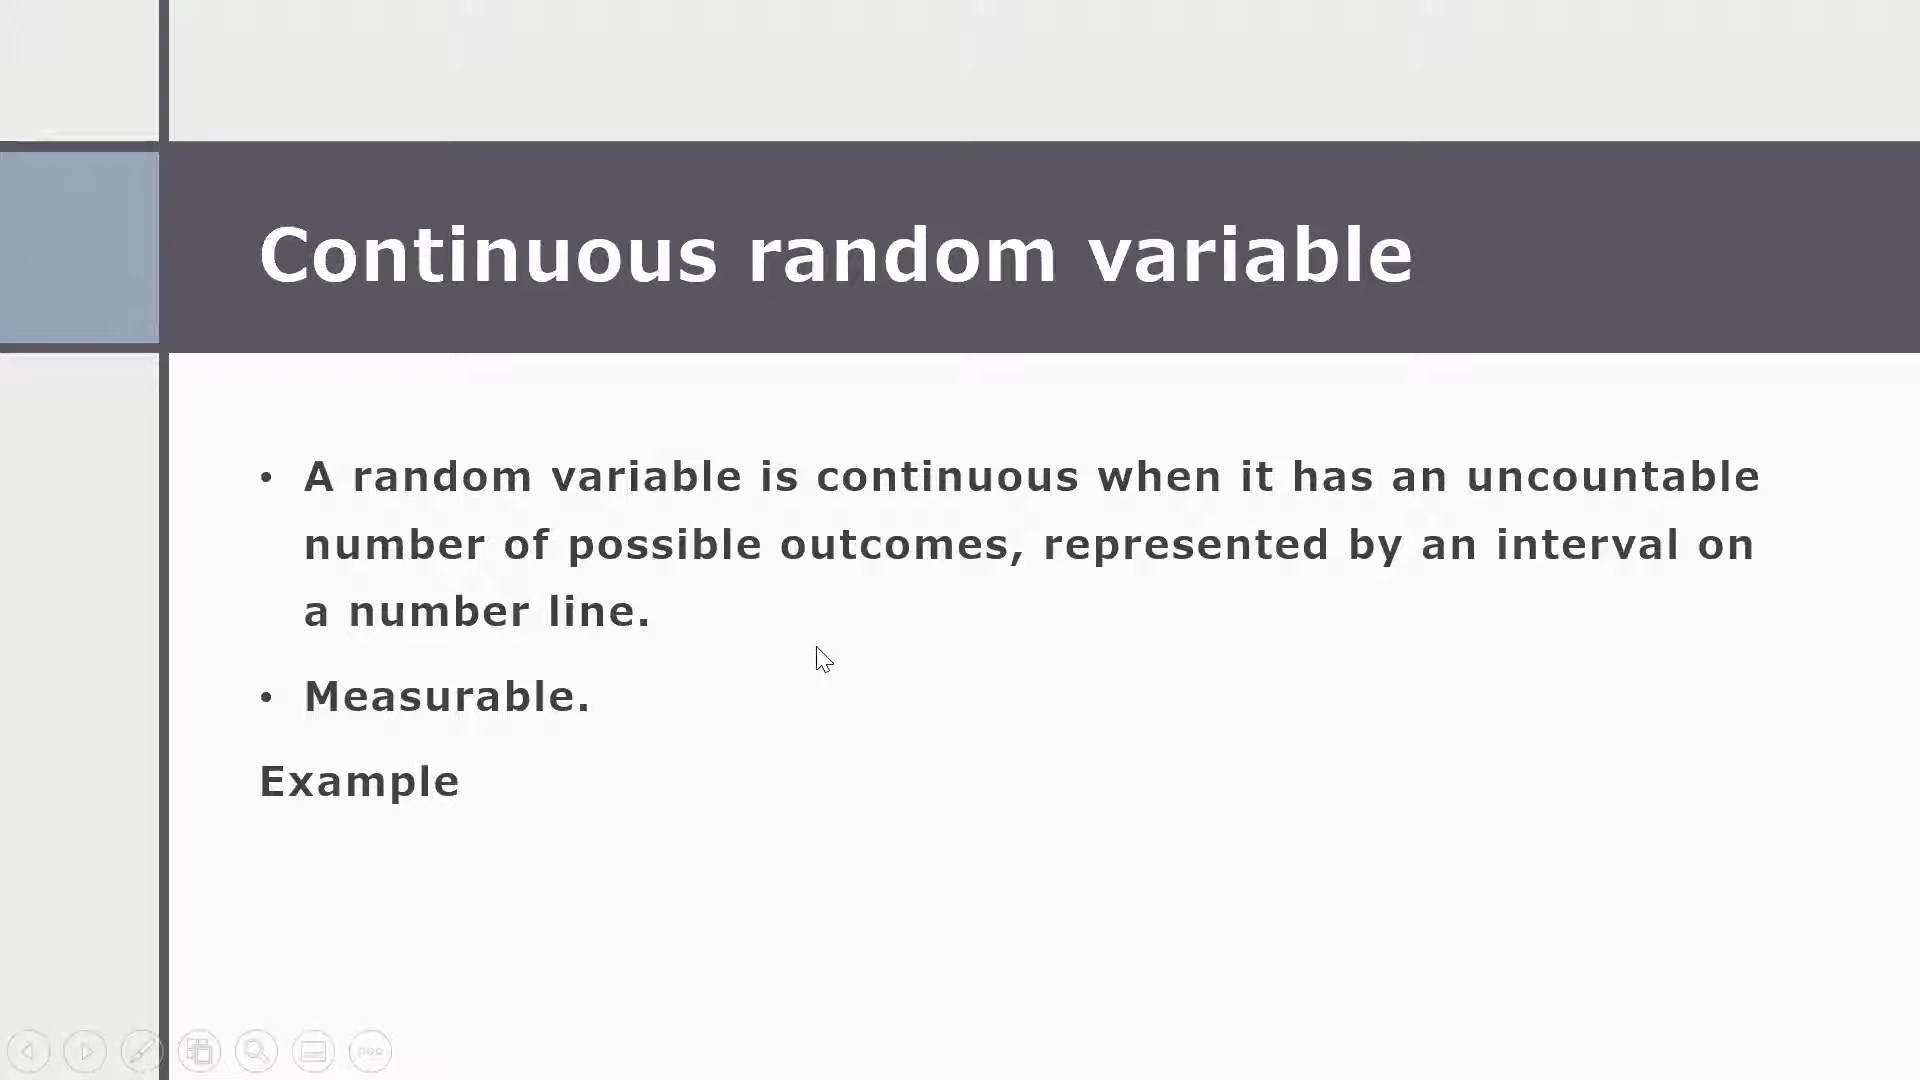 Continuous random variable
• A random variable is continuous when it has an uncountable
number of possible outcomes, represented by an interval on
a number line.
• Measurable.
Example